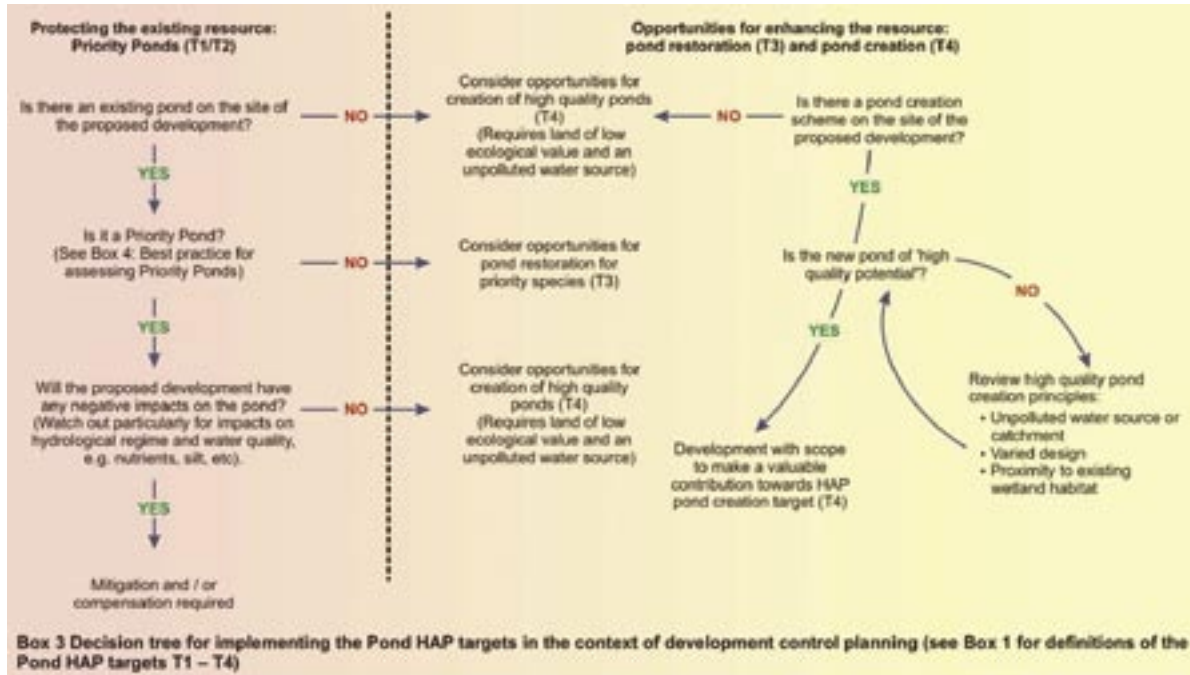 Protecting the existing resource:
Priority Ponds (T1/T2)
Is there an existing pond on the site of
the proposed development?
NO
YES
Is it a Priority Pond?
(See Box 4: Best practice for
assessing Priority Ponds)
NO
YES
Will the proposed development have
any negative impacts on the pond?
(Watch out particularly for impacts on
hydrological regime and water quality,
e.g. nutrients, silt, etc).
NO
YES
Mitigation and / or
compensation required
Opportunities for enhancing the resource:
pond restoration (T3) and pond creation (T4)
Consider opportunities for
creation of high quality ponds
(T4)
(Requires land of low
ecological value and an
unpolluted water source)
NO
Is there a pond creation
scheme on the site of the
proposed development?
YES
Consider opportunities for
pond restoration for
priority species (T3)
Is the new pond of 'high
quality potential'?
NO
YES
Consider opportunities for
creation of high quality
ponds (T4)
(Requires land of low
ecological value and an
unpolluted water source)
Development with scope
to make a valuable
contribution towards HAP
pond creation target (T4)
Review high quality pond
creation principles:
• Unpolluted water source or
catchment
• Varied design
• Proximity to existing
wetland habitat
Box 3 Decision tree for implementing the Pond HAP targets in the context of development control planning (see Box 1 for definitions of the
Pond HAP targets T1 – T4)